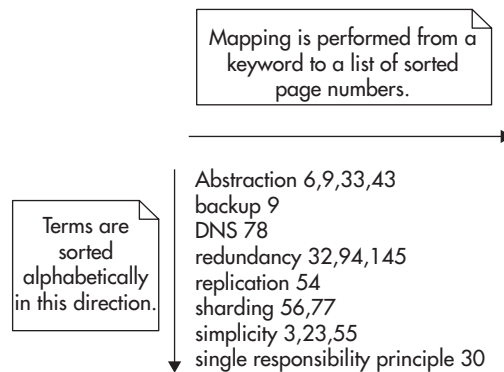 Mapping is performed from a
keyword to a list of sorted
page numbers.
Terms are
sorted
alphabetically
in this direction.
Abstraction 6,9,33,43
backup 9
DNS 78
redundancy 32,94,145
replication 54
sharding 56,77
simplicity 3,23,55
single responsibility principle 30